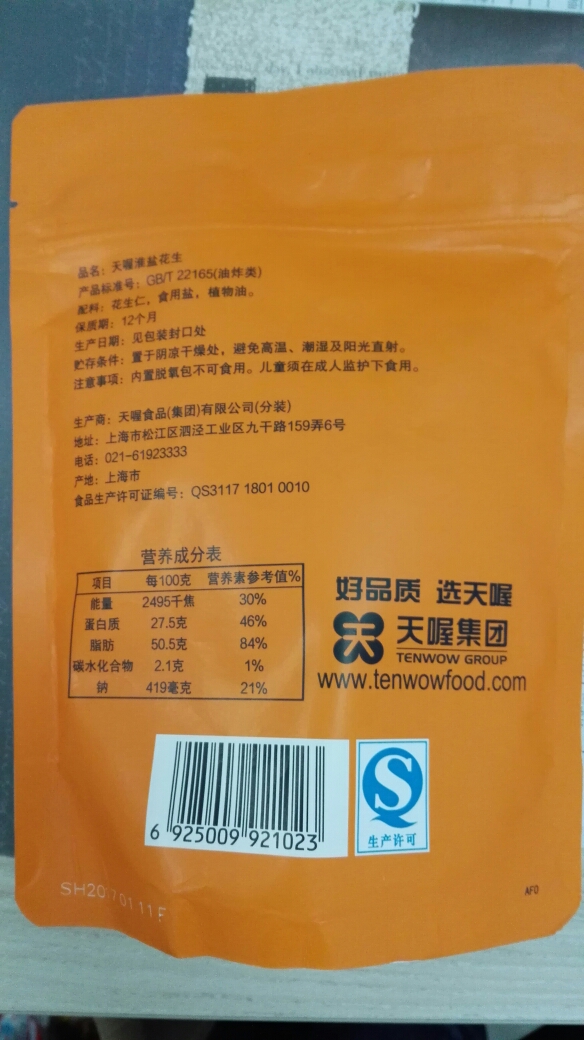 品名：天喔淮盐花生
产品标准号：GB/T 22165(油炸类)
配料：花生仁，食用盐，植物油。
保质期：12个月
生产日期：见包装封口处
贮存条件：置于阴凉干燥处，避免高温、潮湿及阳光直射。
注意事项：内置脱氧包不可食用。儿童须在成人监护下食用。
生产商：天喔食品(集团)有限公司(分装)
地址：上海市松江区泗泾工业区九干路159弄6号
电话：021-61923333
产地：上海市
食品生产许可证编号：QS3117 1801 0010
营养成分表
项目 每100克 营养素参考值%
能量 2495千焦 30%
蛋白质 27.5克 46%
脂肪 50.5克 84%
碳水化合物 2.1克 1%
钠 419毫克 21%
好品质 选天喔
天喔集团
TENWOW GROUP
www.tenwowfood.com
6 925009 921023
S
生产许可
SH20170111F
AF0